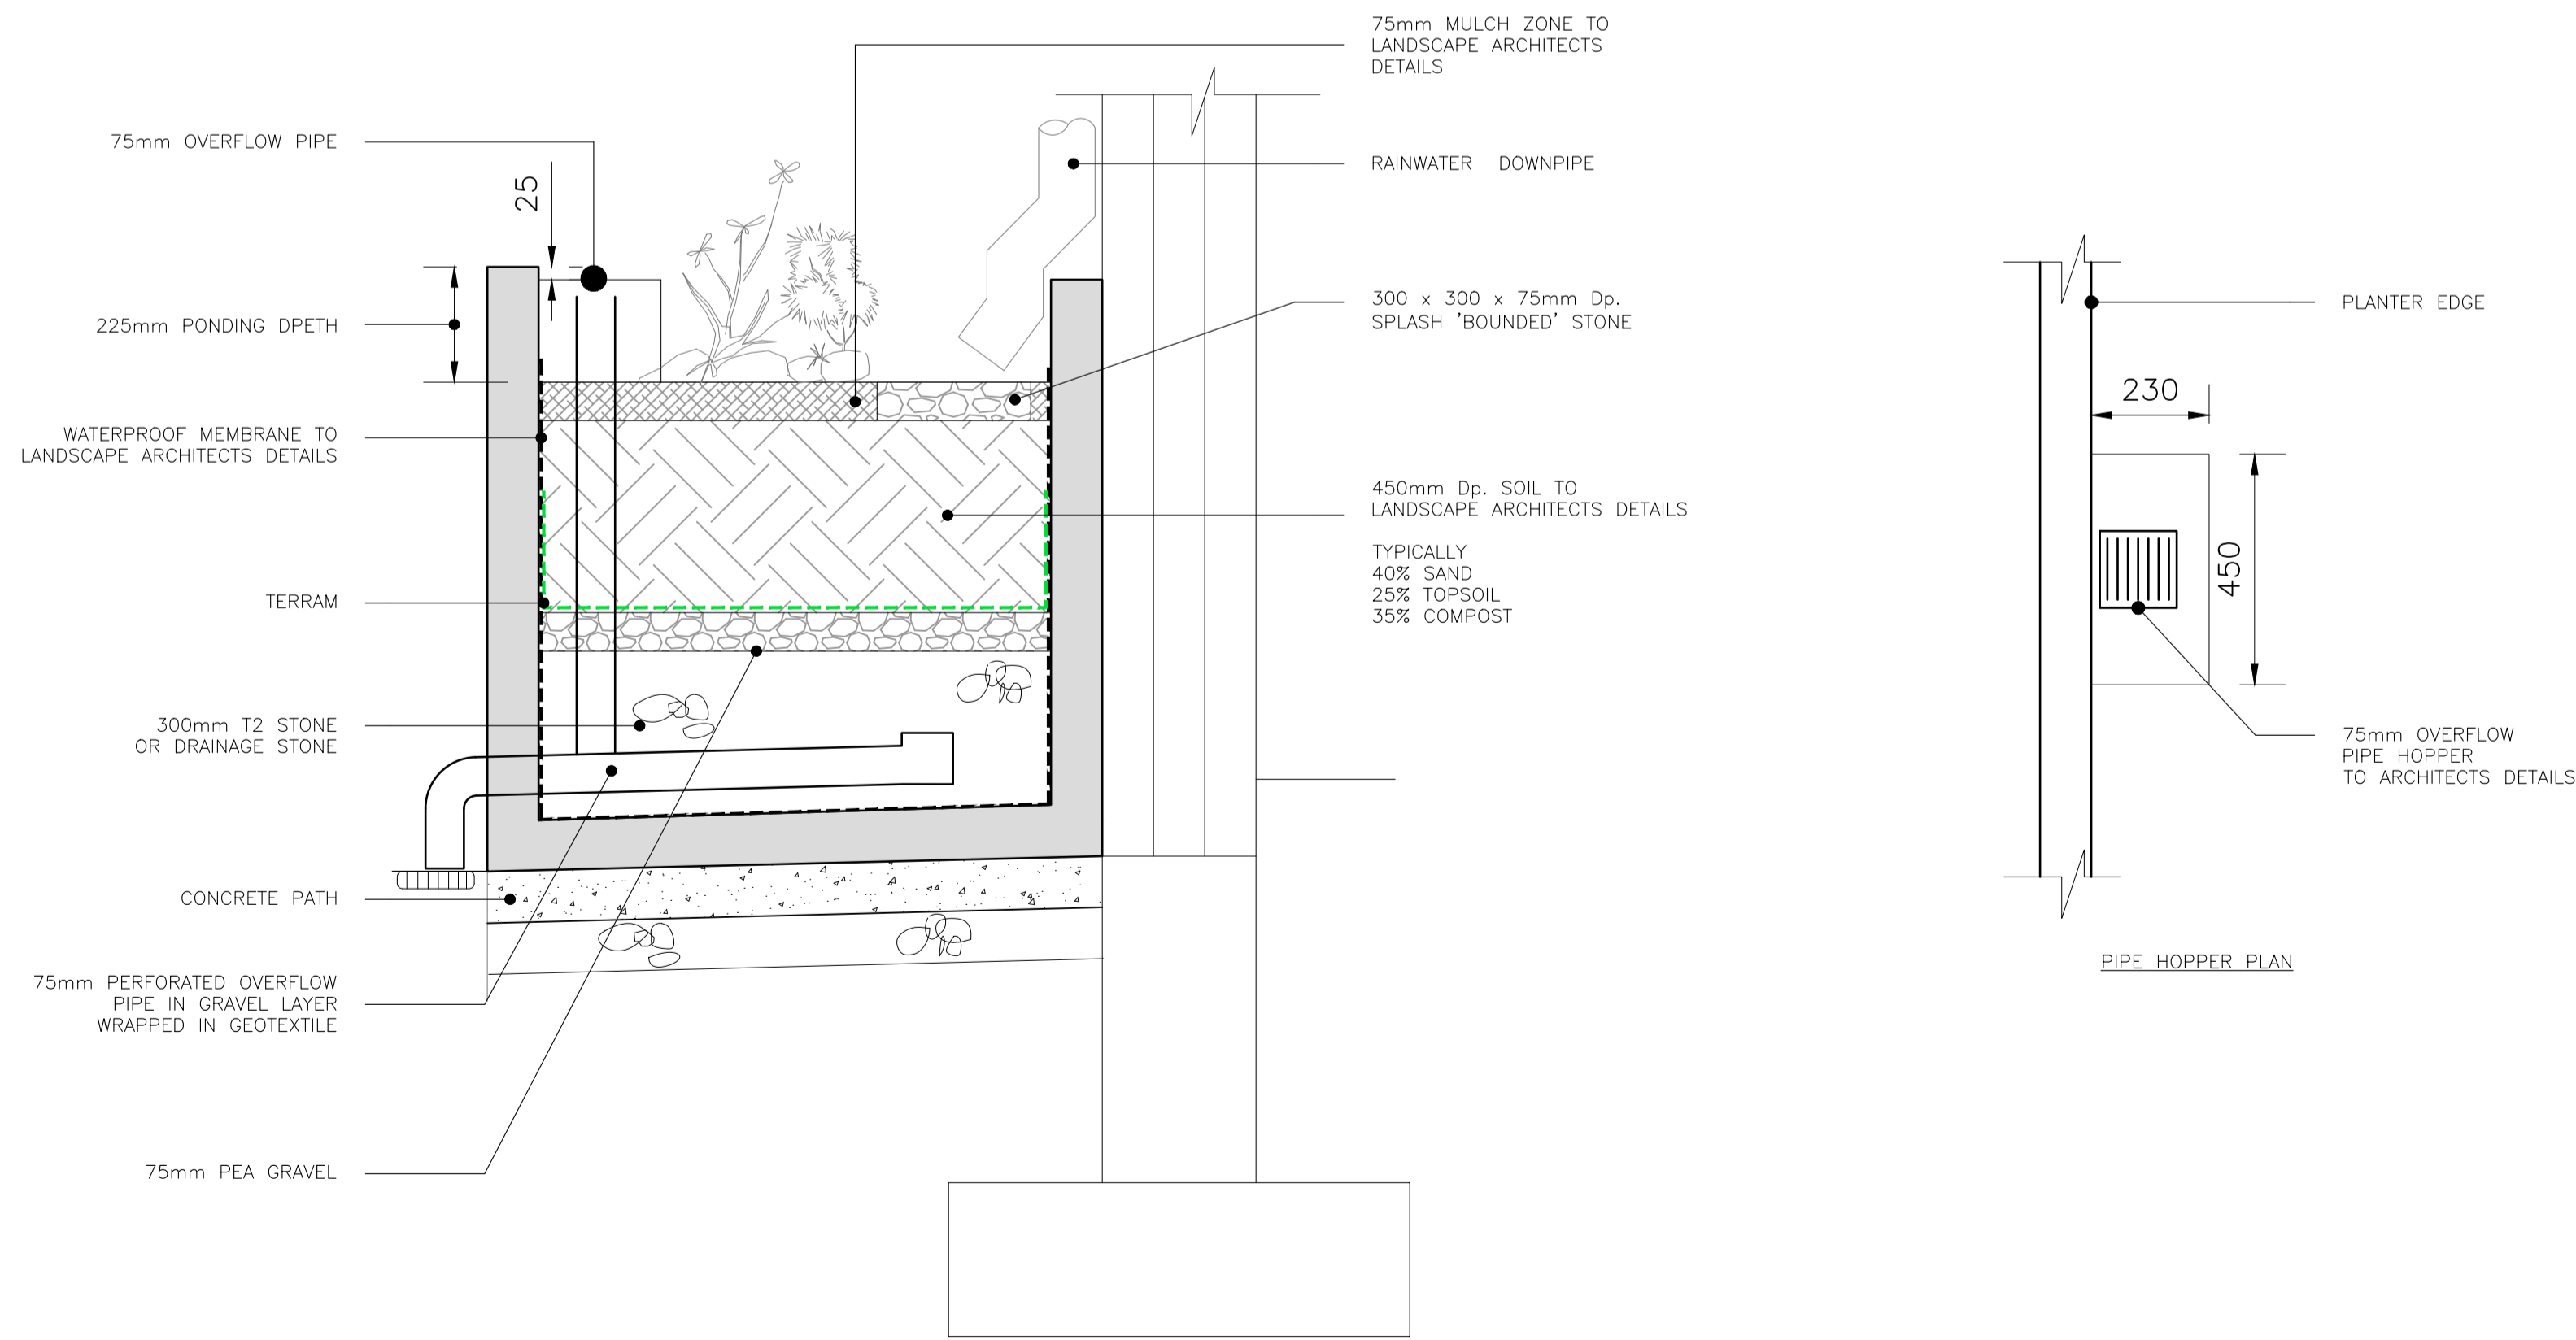 75mm OVERFLOW PIPE
25
225mm PONDING DPETH
WATERPROOF MEMBRANE TO
LANDSCAPE ARCHITECTS DETAILS
TERRAM
300mm T2 STONE
OR DRAINAGE STONE
CONCRETE PATH
75mm PERFORATED OVERFLOW
PIPE IN GRAVEL LAYER
WRAPPED IN GEOTEXTILE
75mm PEA GRAVEL
75mm MULCH ZONE TO
LANDSCAPE ARCHITECTS
DETAILS
RAINWATER DOWNPIPE
300 x 300 x 75mm Dp.
SPLASH 'BOUNDED' STONE
450mm Dp. SOIL TO
LANDSCAPE ARCHITECTS DETAILS
TYPICALLY
40% SAND
25% TOPSOIL
35% COMPOST
PLANTER EDGE
230
450
75mm OVERFLOW
PIPE HOPPER
TO ARCHITECTS DETAILS
PIPE HOPPER PLAN